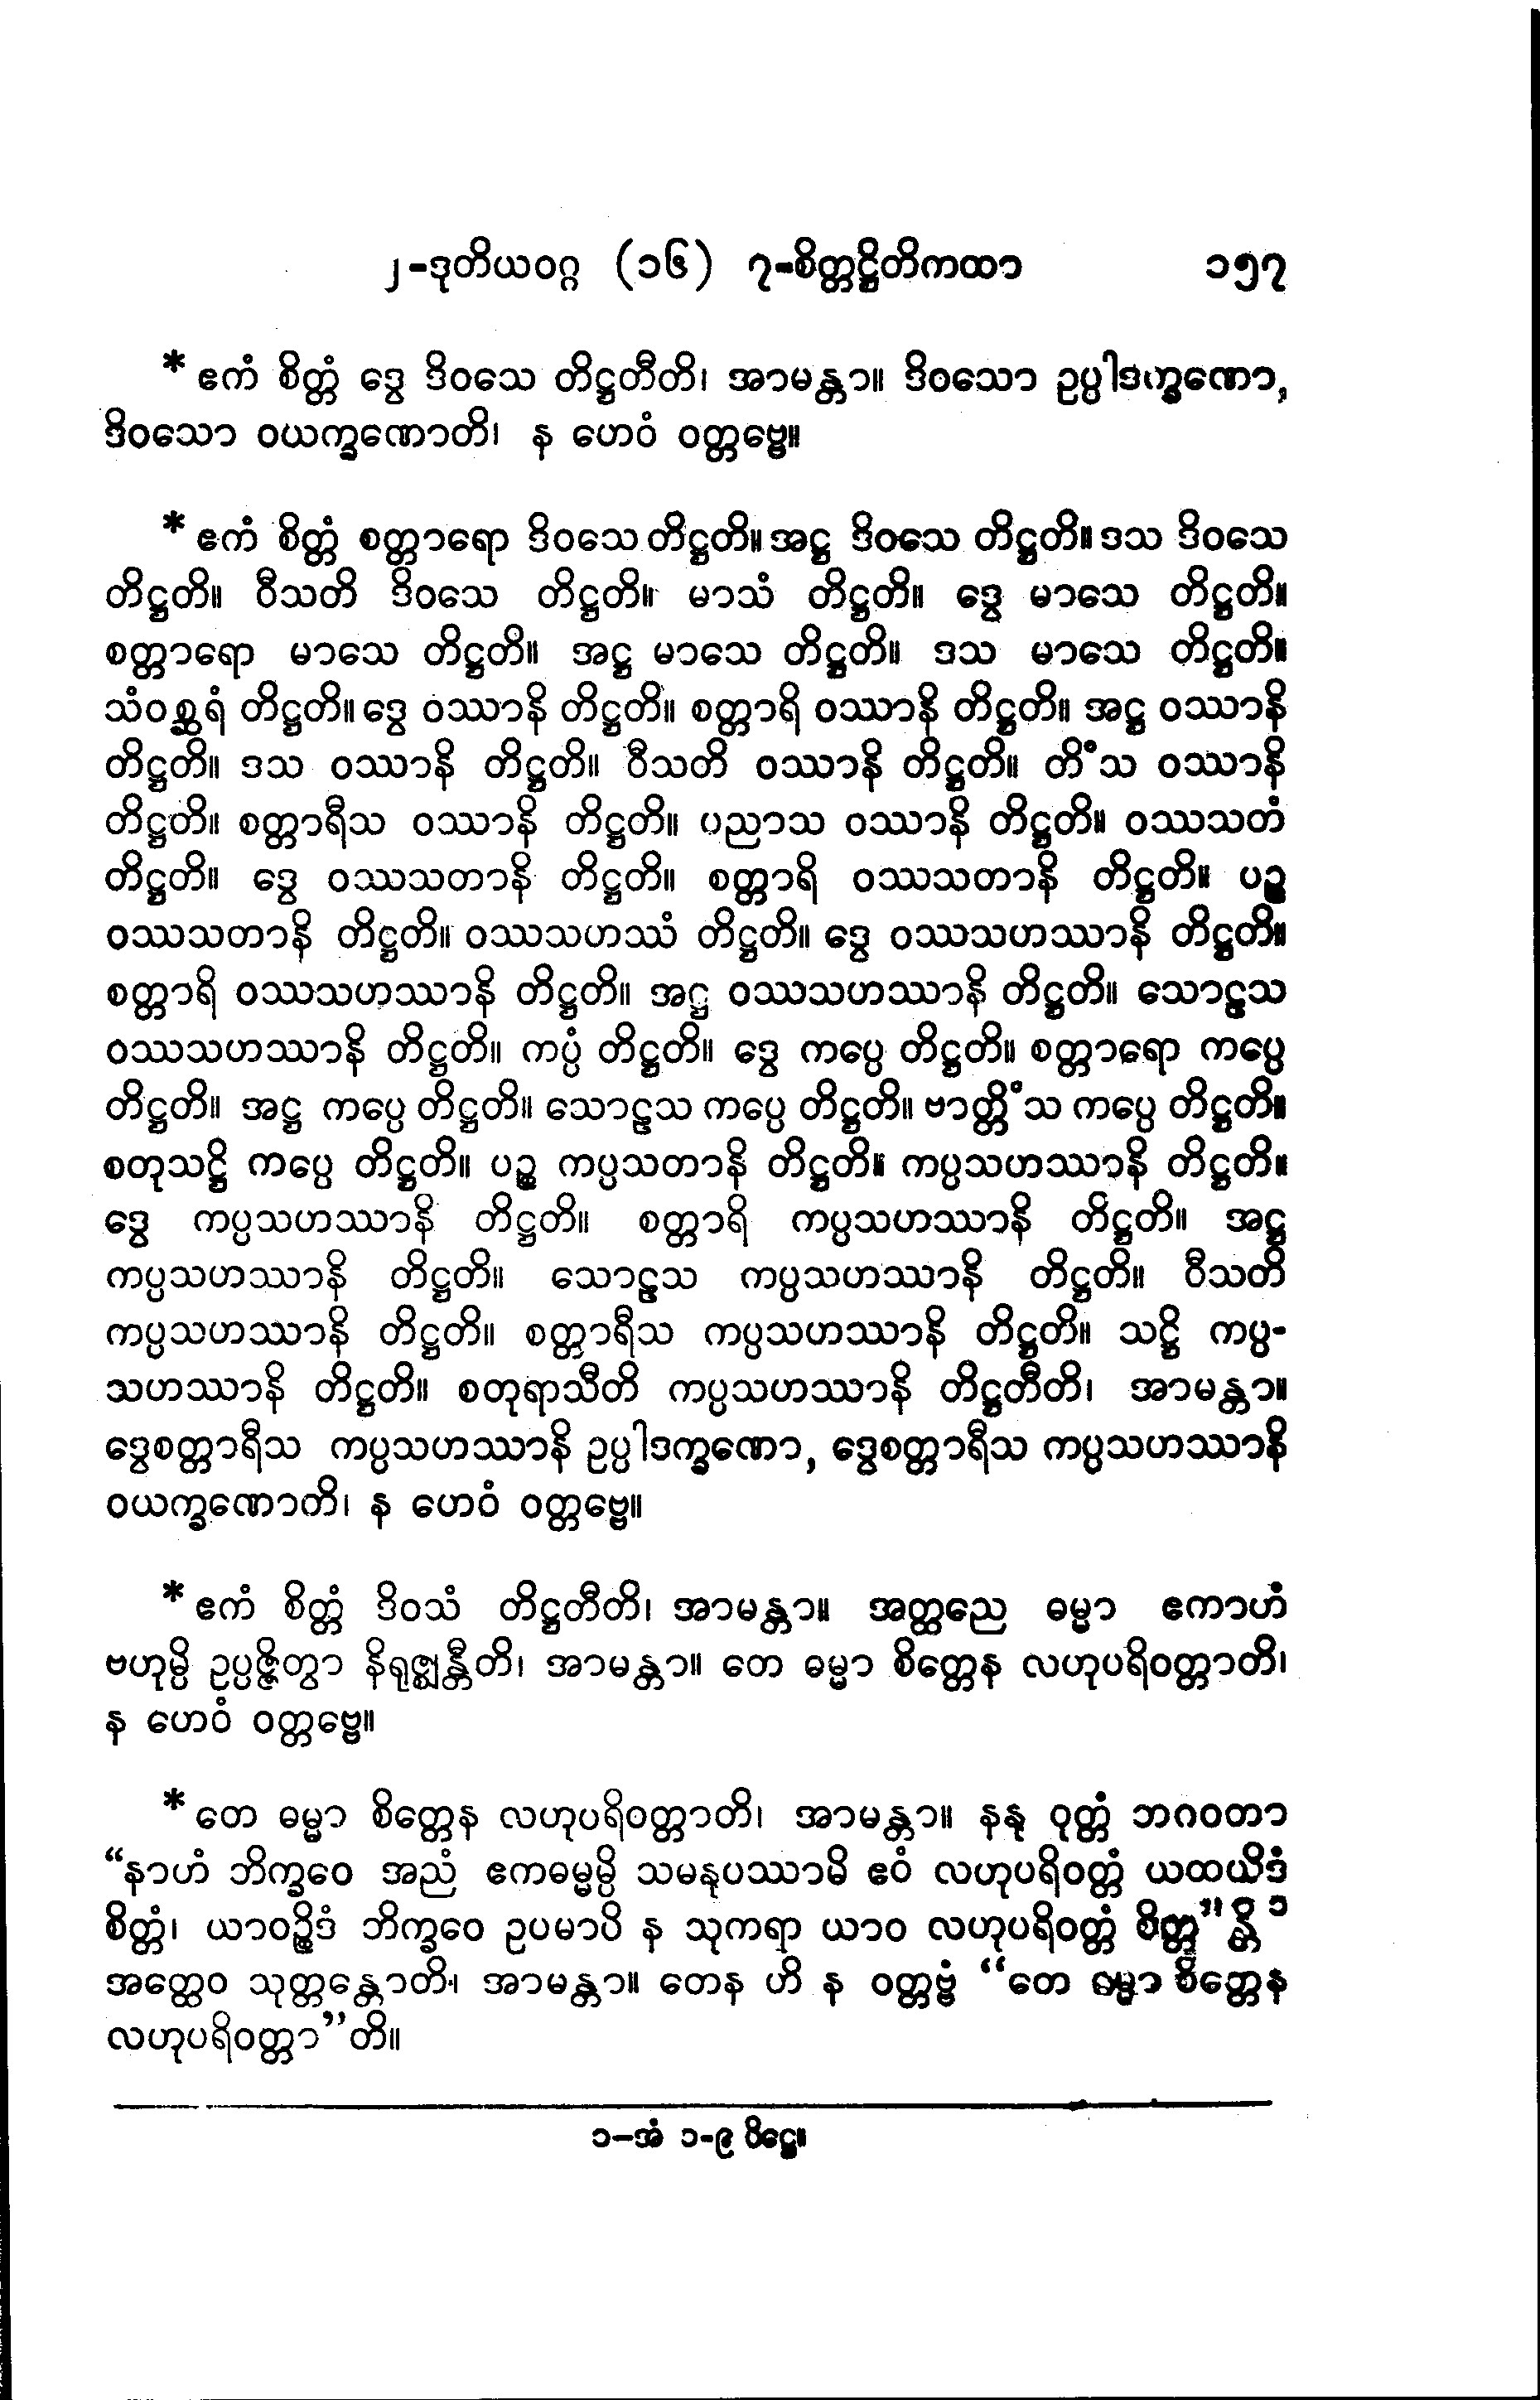 ၂-ဒုတိယဝဂ္ဂ (၁၆) ၇-စိတ္တဋ္ဌိတိကထာ ၁၅၇
* ဧကံ စိတ္တံ ဒွေ ဒိဝသေ တိဋ္ဌတီတိ၊ အာမန္တာ။ ဒိဝသော ဥပ္ပါဒက္ခဏော,
ဒိဝသော ဝယက္ခဏောတိ၊ န ဟေဝံ ဝတ္တဗ္ဗေ။
* ဧကံ စိတ္တံ စတ္တာရော ဒိဝသေ တိဋ္ဌတိ။ အဋ္ဌ ဒိဝသေ တိဋ္ဌတိ။ ဒသ ဒိဝသေ
တိဋ္ဌတိ။ ဝီသတိ ဒိဝသေ တိဋ္ဌတိ။ မာသံ တိဋ္ဌတိ။ ဒွေ မာသေ တိဋ္ဌတိ။
စတ္တာရော မာသေ တိဋ္ဌတိ။ အဋ္ဌ မာသေ တိဋ္ဌတိ။ ဒသ မာသေ တိဋ္ဌတိ။
သံဝစ္ဆရံ တိဋ္ဌတိ။ ဒွေ ဝဿာနိ တိဋ္ဌတိ။ စတ္တာရိ ဝဿာနိ တိဋ္ဌတိ။ အဋ္ဌ ဝဿာနိ
တိဋ္ဌတိ။ ဒသ ဝဿာနိ တိဋ္ဌတိ။ ဝီသတိ ဝဿာနိ တိဋ္ဌတိ။ တိံသ ဝဿာနိ
တိဋ္ဌတိ။ စတ္တာရီသ ဝဿာနိ တိဋ္ဌတိ။ ပညာသ ဝဿာနိ တိဋ္ဌတိ။ ဝဿသတံ
တိဋ္ဌတိ။ ဒွေ ဝဿသတာနိ တိဋ္ဌတိ။ စတ္တာရိ ဝဿသတာနိ တိဋ္ဌတိ။ ပဉ္စ
ဝဿသတာနိ တိဋ္ဌတိ။ ဝဿသဟဿံ တိဋ္ဌတိ။ ဒွေ ဝဿသဟဿာနိ တိဋ္ဌတိ။
စတ္တာရိ ဝဿသဟဿာနိ တိဋ္ဌတိ။ အဋ္ဌ ဝဿသဟဿာနိ တိဋ္ဌတိ။ သောဠသ
ဝဿသဟဿာနိ တိဋ္ဌတိ။ ကပ္ပံ တိဋ္ဌတိ။ ဒွေ ကပ္ပေ တိဋ္ဌတိ။ စတ္တာရော ကပ္ပေ
တိဋ္ဌတိ။ အဋ္ဌ ကပ္ပေ တိဋ္ဌတိ။ သောဠသ ကပ္ပေ တိဋ္ဌတိ။ ဗာတ္တိံသ ကပ္ပေ တိဋ္ဌတိ။
စတုသဋ္ဌိ ကပ္ပေ တိဋ္ဌတိ။ ပဉ္စ ကပ္ပသတာနိ တိဋ္ဌတိ။ ကပ္ပသဟဿာနိ တိဋ္ဌတိ။
ဒွေ ကပ္ပသဟဿာနိ တိဋ္ဌတိ။ စတ္တာရိ ကပ္ပသဟဿာနိ တိဋ္ဌတိ။ အဋ္ဌ
ကပ္ပသဟဿာနိ တိဋ္ဌတိ။ သောဠသ ကပ္ပသဟဿာနိ တိဋ္ဌတိ။ ဝီသတိ
ကပ္ပသဟဿာနိ တိဋ္ဌတိ။ စတ္တာရီသ ကပ္ပသဟဿာနိ တိဋ္ဌတိ။ သဋ္ဌိ ကပ္ပ-
သဟဿာနိ တိဋ္ဌတိ။ စတုရာသီတိ ကပ္ပသဟဿာနိ တိဋ္ဌတီတိ၊ အာမန္တာ။
ဒွေစတ္တာရီသ ကပ္ပသဟဿာနိ ဥပ္ပါဒက္ခဏော, ဒွေစတ္တာရီသ ကပ္ပသဟဿာနိ
ဝယက္ခဏောတိ၊ န ဟေဝံ ဝတ္တဗ္ဗေ။
* ဧကံ စိတ္တံ ဒိဝသံ တိဋ္ဌတီတိ၊ အာမန္တာ။ အတ္ထညေ ဓမ္မာ ဧကာဟံ
ဗဟုမ္ပိ ဥပ္ပဇ္ဇိတွာ နိရုဇ္ဈန္တီတိ၊ အာမန္တာ။ တေ ဓမ္မာ စိတ္တေန လဟုပရိဝတ္တာတိ၊
န ဟေဝံ ဝတ္တဗ္ဗေ။
* တေ ဓမ္မာ စိတ္တေန လဟုပရိဝတ္တာတိ၊ အာမန္တာ။ နနု ဝုတ္တံ ဘဂဝတာ
“နာဟံ ဘိက္ခဝေ အညံ ဧကဓမ္မမ္ပိ သမနုပဿာမိ ဧဝံ လဟုပရိဝတ္တံ ယထယိဒံ
စိတ္တံ၊ ယာဝဉ္စိဒံ ဘိက္ခဝေ ဥပမာပိ န သုကရာ ယာဝ လဟုပရိဝတ္တံ စိတ္တ”န္တိ ၁
အတ္ထေဝ သုတ္တန္တောတိ၊ အာမန္တာ။ တေန ဟိ န ဝတ္တဗ္ဗံ “တေ ဓမ္မာ စိတ္တေန
လဟုပရိဝတ္တာ”တိ။
၁–အံ ၁-၉ ပိဋ္ဌေ။